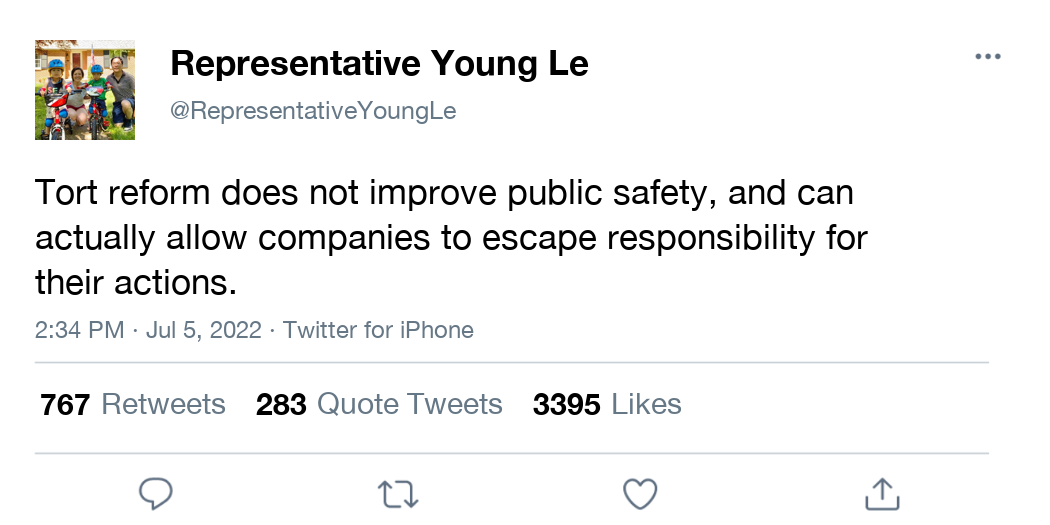 Representative Young Le
@RepresentativeYoungLe
Tort reform does not improve public safety, and can
actually allow companies to escape responsibility for
their actions.
2:34 PM · Jul 5, 2022 · Twitter for iPhone
767 Retweets 283 Quote Tweets 3395 Likes